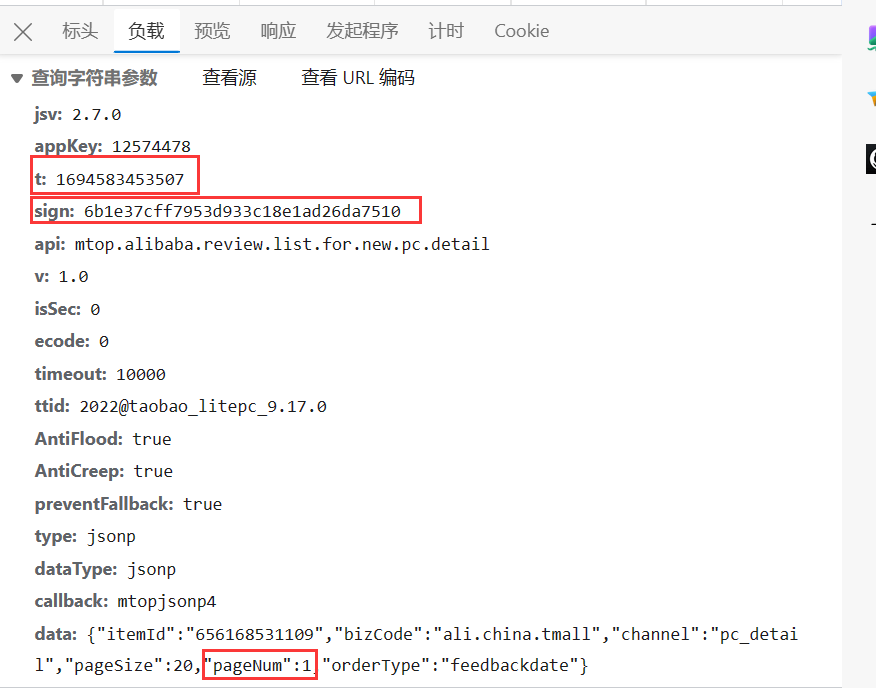 标头 负载 预览 响应 发起程序 计时 Cookie
查询字符串参数 查看源 查看 URL 编码
jsv: 2.7.0
appKey: 12574478
t: 1694583453507
sign: 6b1e37cff7953d933c18e1ad26da7510
api: mtop.alibaba.review.list.for.new.pc.detail
v: 1.0
isSec: 0
ecode: 0
timeout: 10000
ttid: 2022@taobao_litepc_9.17.0
AntiFlood: true
AntiCreep: true
preventFallback: true
type: jsonp
dataType: jsonp
callback: mtopjsonp4
data: {"itemId":"656168531109","bizCode":"ali.china.tmall","channel":"pc_detai
l","pageSize":20,"pageNum":1,"orderType":"feedbackdate"}